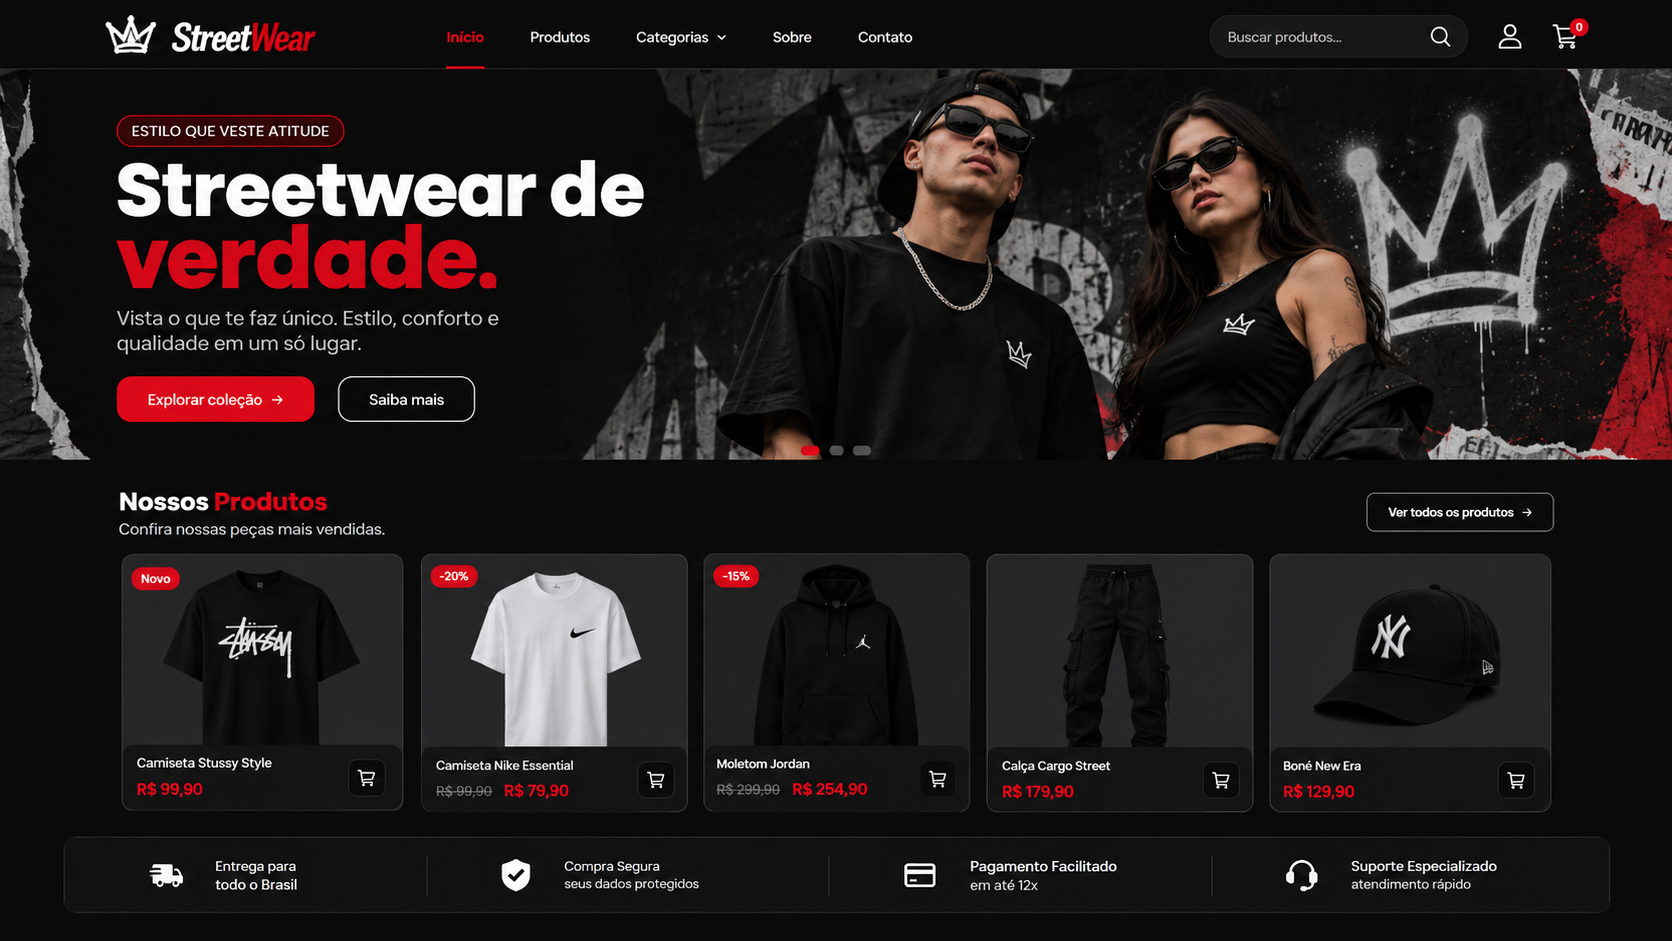 StreetWear
Início
Produtos
Categorias
Sobre
Contato
Buscar produtos...
0
ESTILO QUE VESTE ATITUDE
Streetwear de
verdade.
Vista o que te faz único. Estilo, conforto e
qualidade em um só lugar.
Explorar coleção →
Saiba mais
Nossos Produtos
Confira nossas peças mais vendidas.
Ver todos os produtos →
Novo
Stüssy
Camiseta Stussy Style
R$ 99,90
-20%
Camiseta Nike Essential
R$ 99,90 R$ 79,90
-15%
Moletom Jordan
R$ 299,90 R$ 254,90
Calça Cargo Street
R$ 179,90
NY
Boné New Era
R$ 129,90
Entrega para
todo o Brasil
Compra Segura
seus dados protegidos
Pagamento Facilitado
em até 12x
Suporte Especializado
atendimento rápido